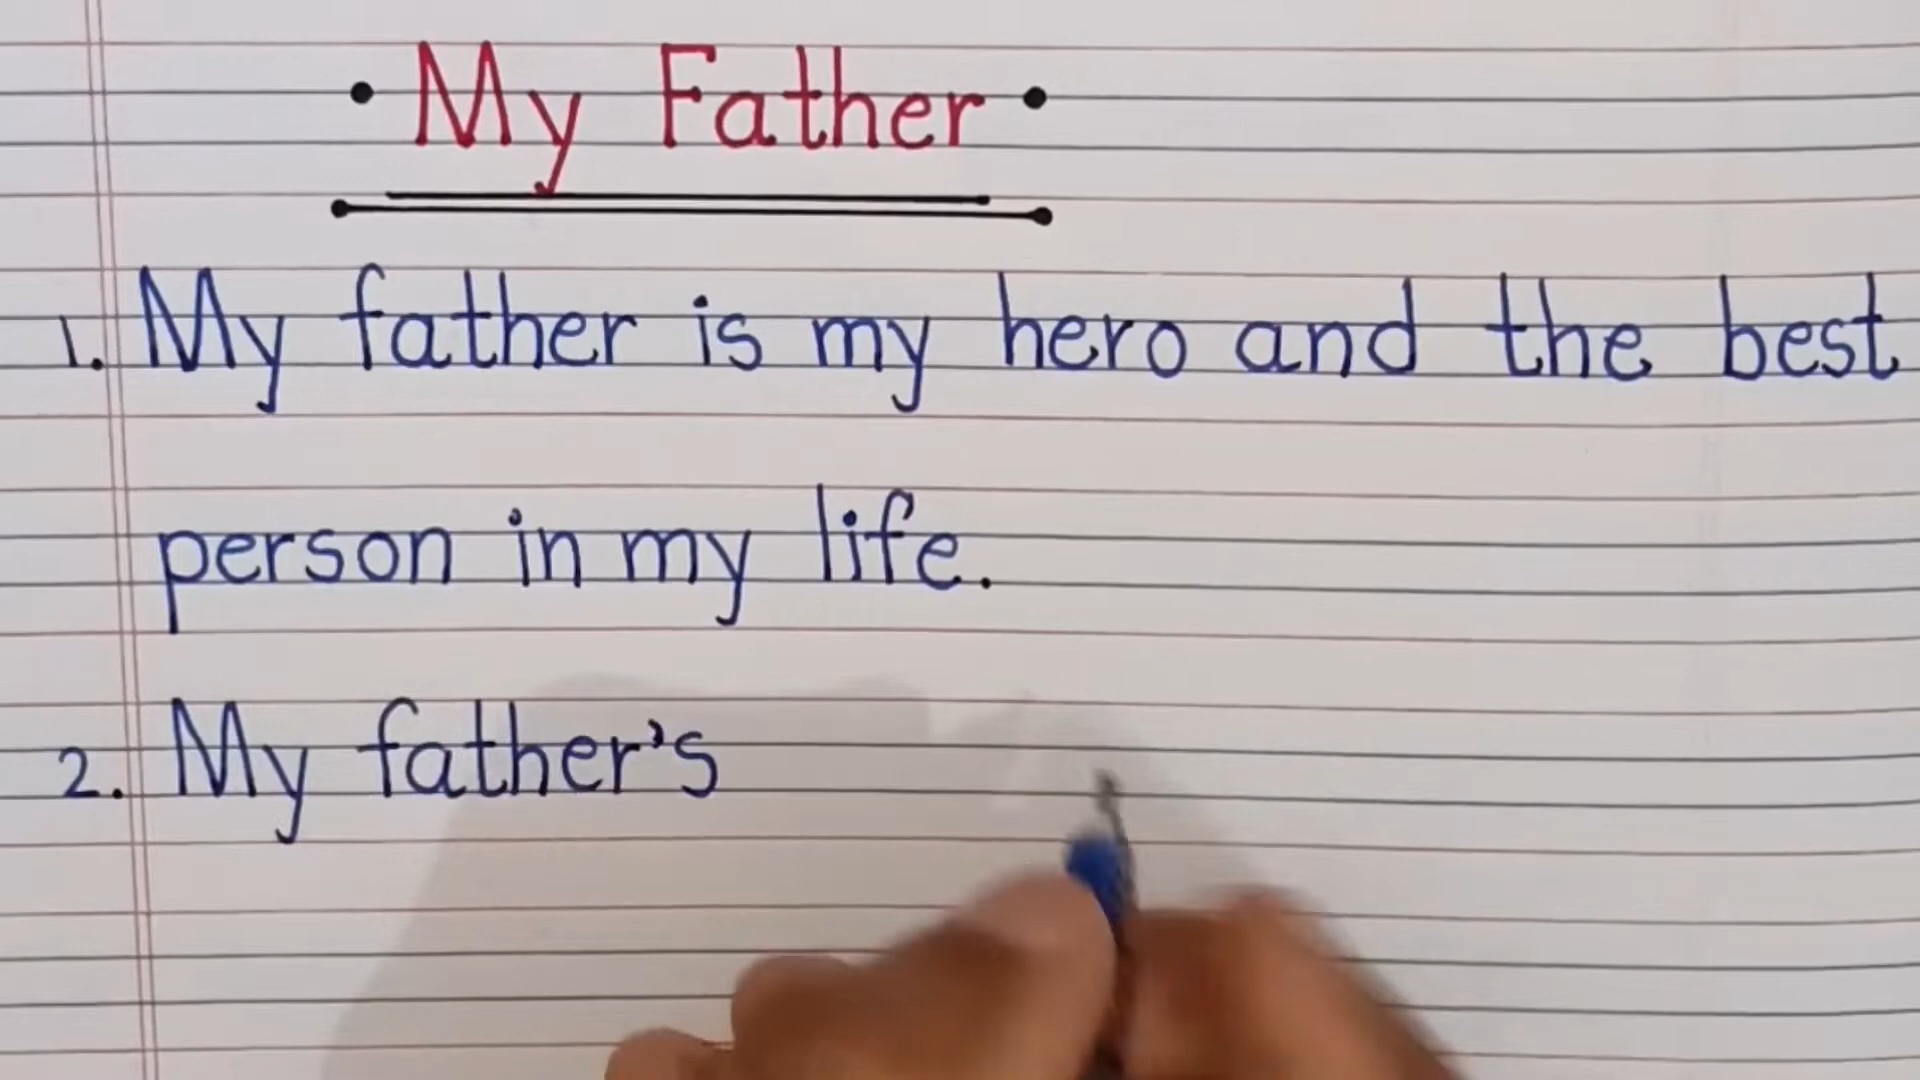 • My Father •
1. My father is my hero and the best
person in my life.
2. My father's